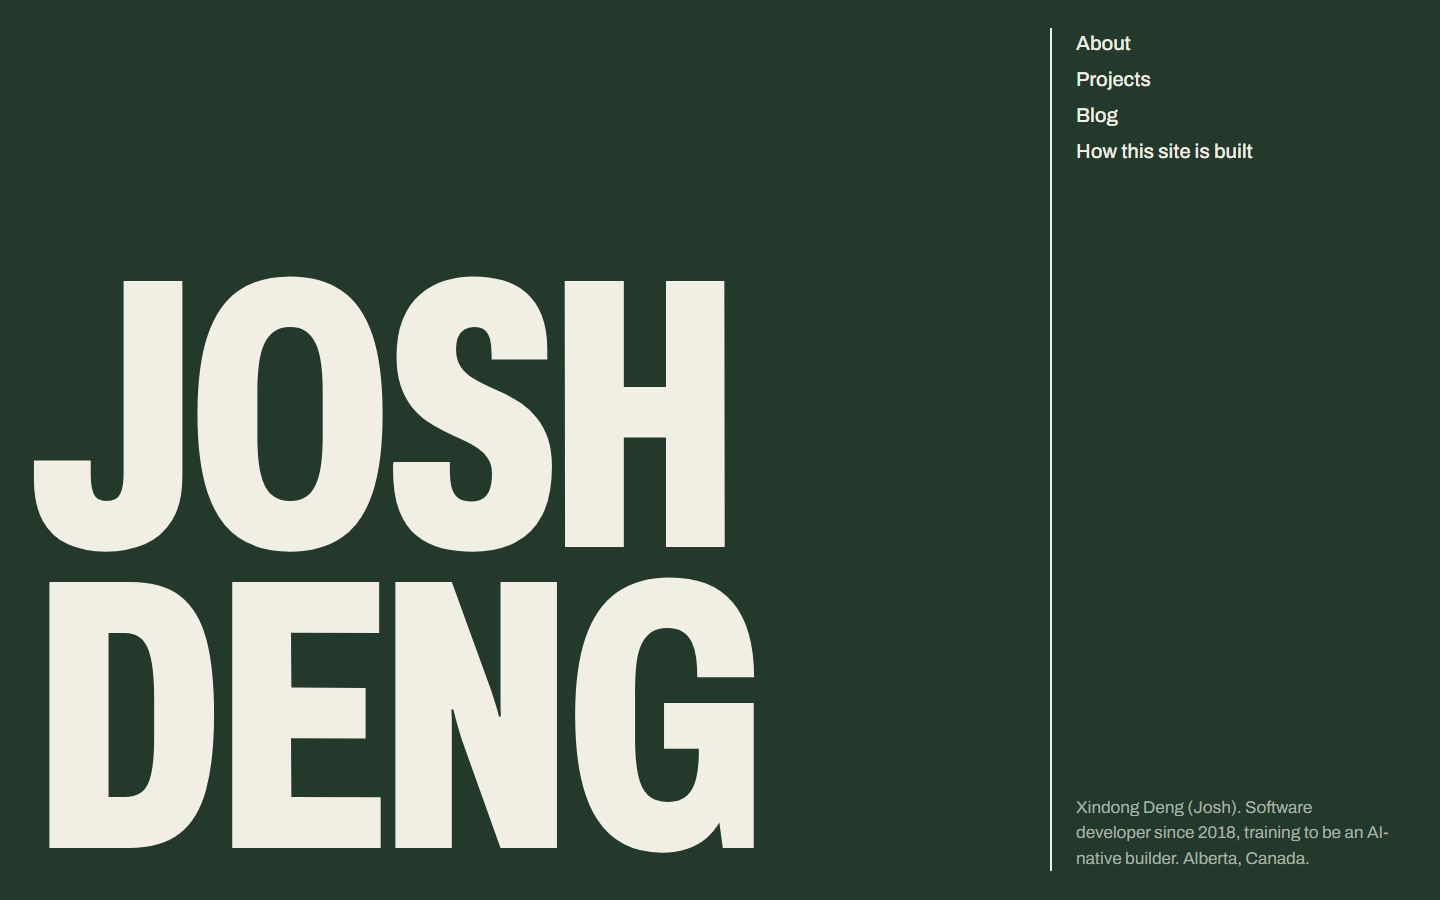 About
Projects
Blog
How this site is built
JOSH
DENG
Xindong Deng (Josh). Software
developer since 2018, training to be an AI-
native builder. Alberta, Canada.